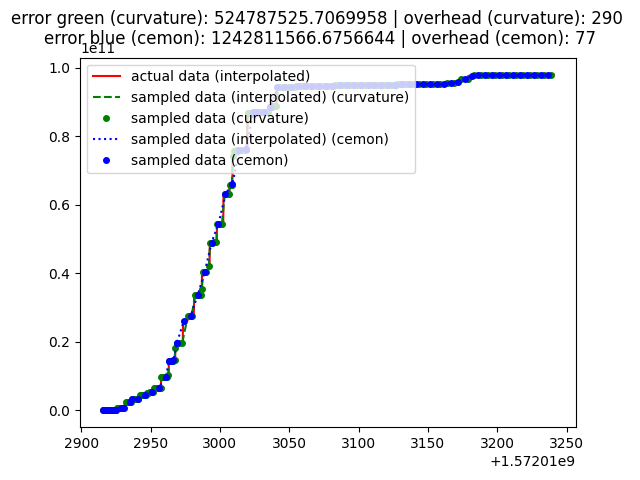 error green (curvature): 524787525.7069958 | overhead (curvature): 290
error blue (cemon): 1242811566.6756644 | overhead (cemon): 77
1e11
actual data (interpolated)
sampled data (interpolated) (curvature)
sampled data (curvature)
sampled data (interpolated) (cemon)
sampled data (cemon)
1.0
0.8
0.6
0.4
0.2
0.0
2900 2950 3000 3050 3100 3150 3200 3250
+1.57201e9